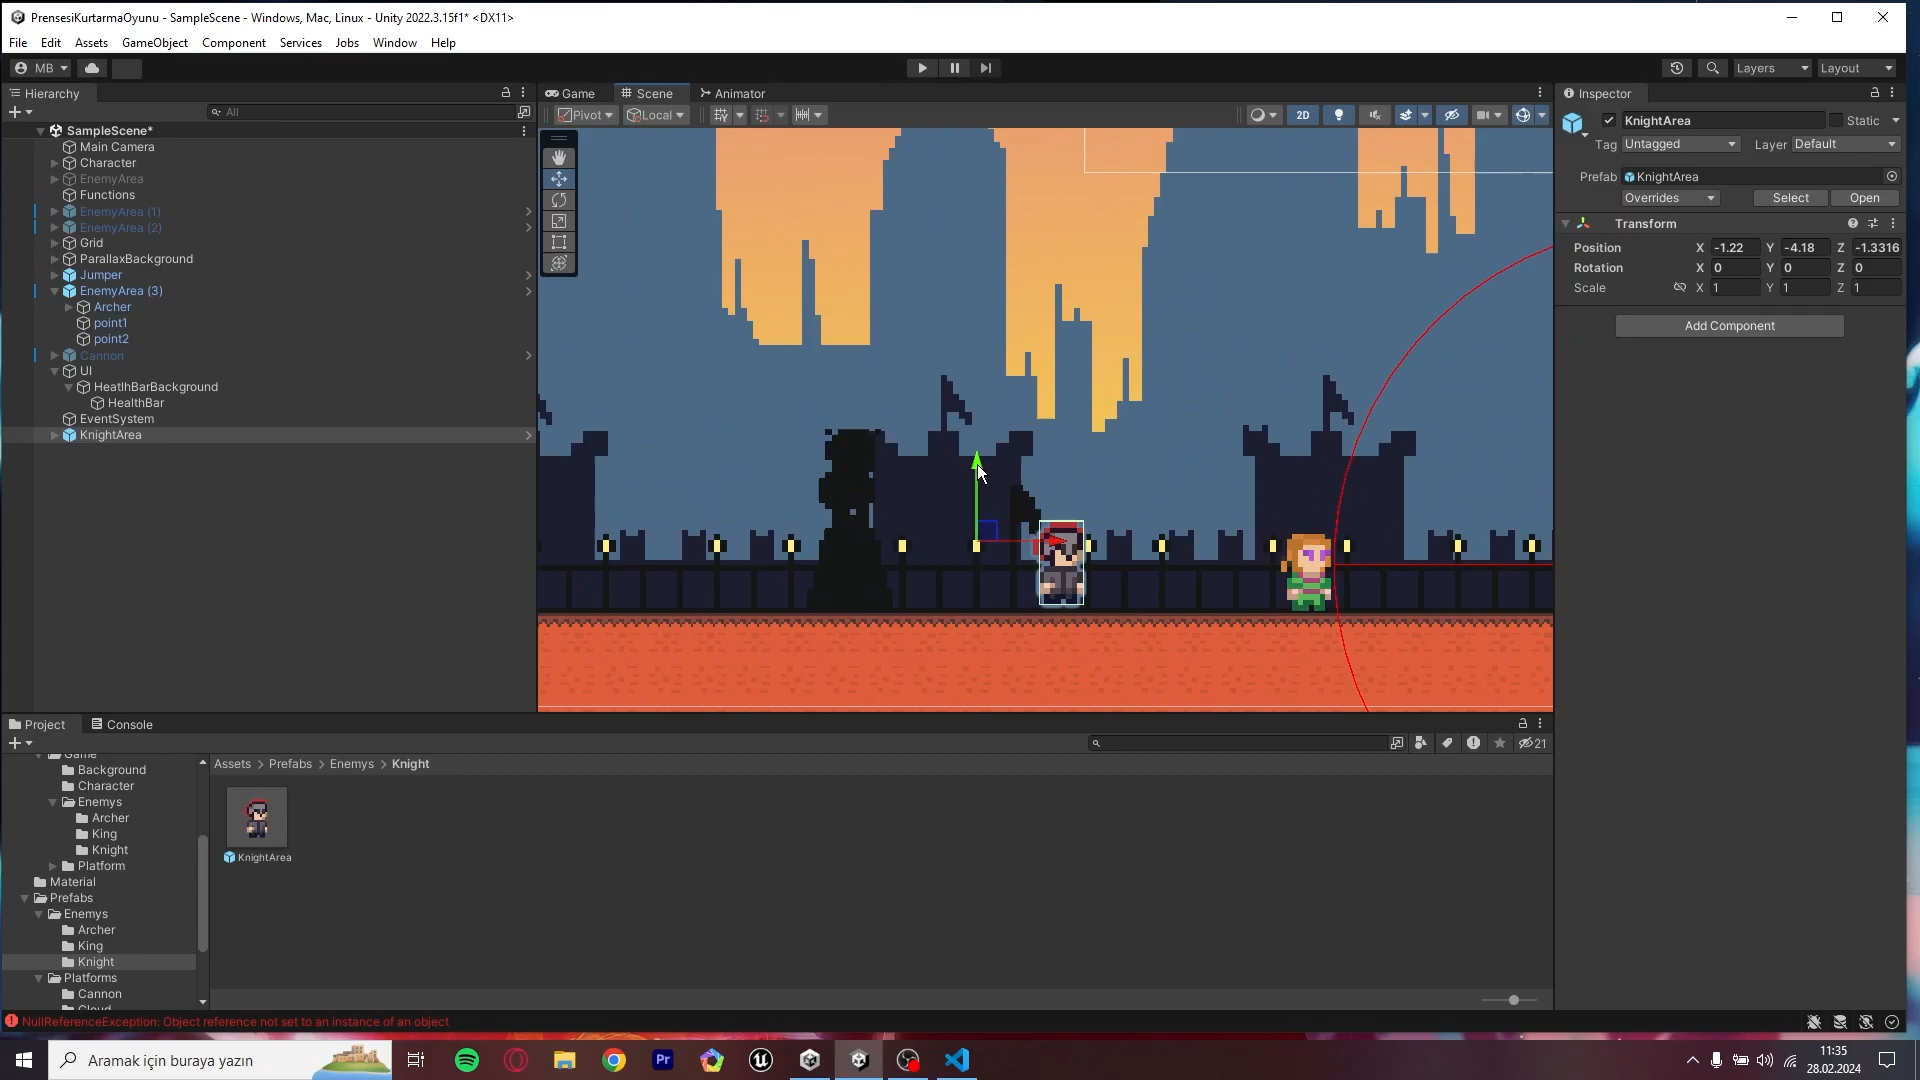 PrensesiKurtarmaOyunu - SampleScene - Windows, Mac, Linux - Unity 2022.3.15f1* <DX11>
File Edit Assets GameObject Component Services Jobs Window Help
MB Layers Layout
Hierarchy Game Scene Animator Inspector
All Pivot Local 2D
KnightArea Static
Tag Untagged Layer Default
Prefab KnightArea
Overrides Select Open
Transform
Position X -1.22 Y -4.18 Z -1.3316
Rotation X 0 Y 0 Z 0
Scale X 1 Y 1 Z 1
Add Component
SampleScene*
Main Camera
Character
EnemyArea
Functions
EnemyArea (1)
EnemyArea (2)
Grid
ParallaxBackground
Jumper
EnemyArea (3)
Archer
point1
point2
Cannon
UI
HeatlhBarBackground
HealthBar
EventSystem
KnightArea
Project Console
21
Game
Background
Character
Enemys
Archer
King
Knight
Platform
Material
Prefabs
Enemys
Archer
King
Knight
Platforms
Cannon
Cloud
Assets > Prefabs > Enemys > Knight
KnightArea
NullReferenceException: Object reference not set to an instance of an object
Aramak için buraya yazın
Pr
11:35
28.02.2024